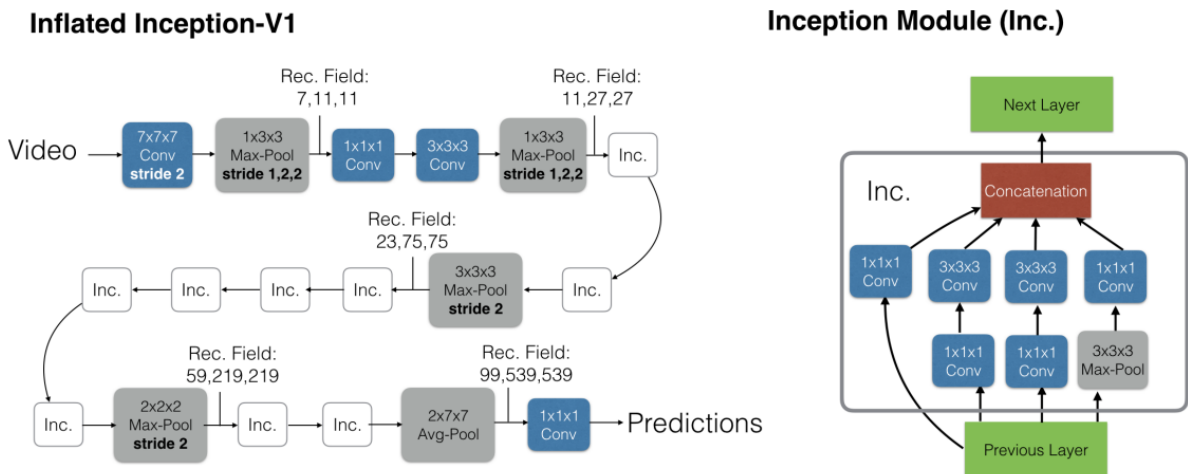 Inflated Inception-V1
Rec. Field:
7,11,11
Rec. Field:
11,27,27
Video
7x7x7
Conv
stride 2
1x3x3
Max-Pool
stride 1,2,2
1x1x1
Conv
3x3x3
Conv
1x3x3
Max-Pool
stride 1,2,2
Inc.
Rec. Field:
23,75,75
Inc.
Inc.
Inc.
Inc.
3x3x3
Max-Pool
stride 2
Inc.
Rec. Field:
59,219,219
Rec. Field:
99,539,539
Inc.
2x2x2
Max-Pool
stride 2
Inc.
Inc.
2x7x7
Avg-Pool
1x1x1
Conv
Predictions
Inception Module (Inc.)
Next Layer
Inc.
Concatenation
1x1x1
Conv
3x3x3
Conv
3x3x3
Conv
1x1x1
Conv
1x1x1
Conv
1x1x1
Conv
3x3x3
Max-Pool
Previous Layer